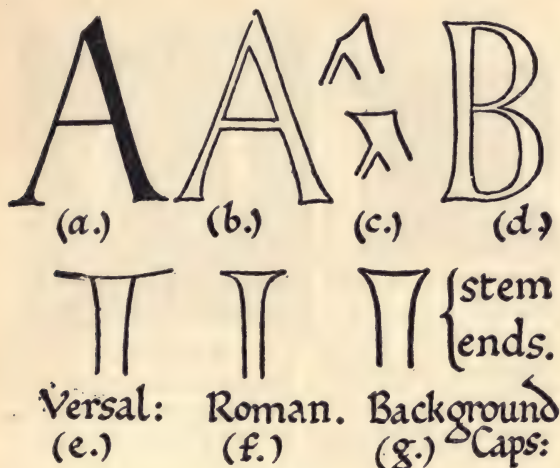 A A B
(a.) (b.) (c.) (d.)
{stem
ends.
Versal: Roman. Background
(e.) (f.) (g.) Caps: